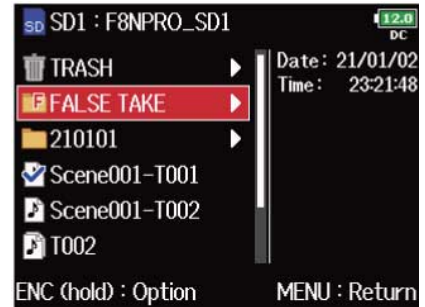 SD SD1 : F8NPRO_SD1
12.0
DC
TRASH
Date: 21/01/02
Time: 23:21:48
F FALSE TAKE
210101
Scene001-T001
Scene001-T002
T002
ENC (hold) : Option
MENU : Return